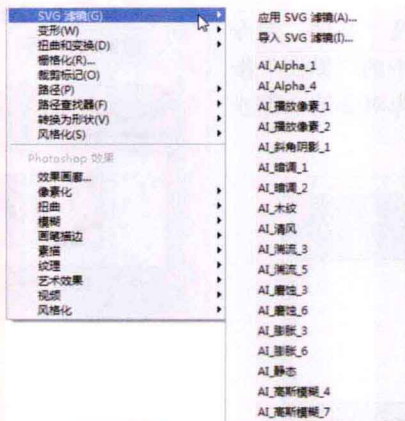 SVG 滤镜(G)
变形(W)
扭曲和变换(D)
栅格化(R)...
裁剪标记(O)
路径(P)
路径查找器(F)
转换为形状(V)
风格化(S)
Photoshop 效果
效果画廊...
像素化
扭曲
模糊
画笔描边
素描
纹理
艺术效果
视频
风格化
应用 SVG 滤镜(A)...
导入 SVG 滤镜(I)...
AI_Alpha_1
AI_Alpha_4
AI_播放像素_1
AI_播放像素_2
AI_斜角阴影_1
AI_暗调_1
AI_暗调_2
AI_木纹
AI_清风
AI_湍流_3
AI_湍流_5
AI_磨蚀_3
AI_磨蚀_6
AI_膨胀_3
AI_膨胀_6
AI_静态
AI_高斯模糊_4
AI_高斯模糊_7